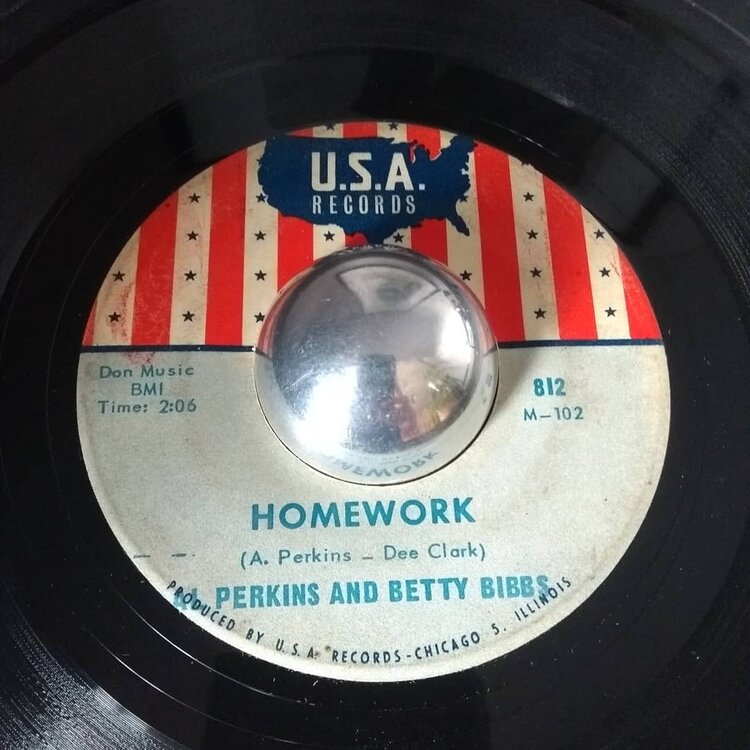 U.S.A.
RECORDS
Don Music
BMI
Time: 2:06
812
M-102
HOMEWORK
(A. Perkins - Dee Clark)
PERKINS AND BETTY BIBBS
PRODUCED BY U.S.A. RECORDS - CHICAGO 5, ILLINOIS